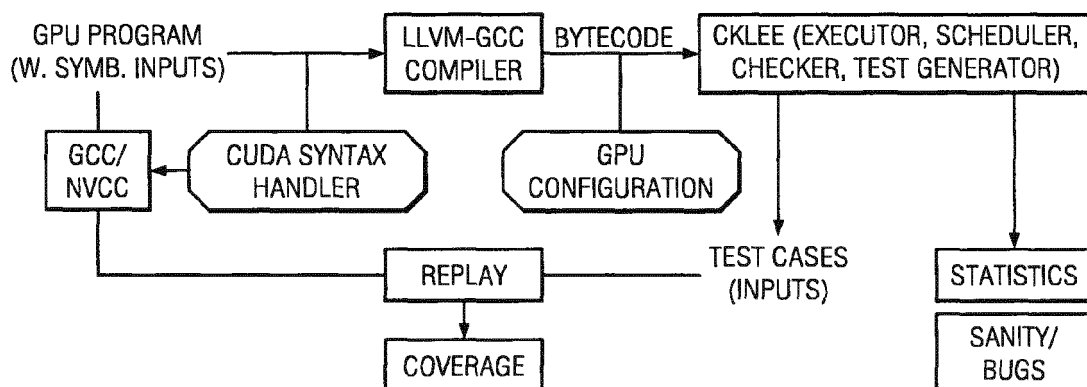 GPU PROGRAM
(W. SYMB. INPUTS)
LLVM-GCC
COMPILER
BYTECODE
CKLEE (EXECUTOR, SCHEDULER,
CHECKER, TEST GENERATOR)
GCC/
NVCC
CUDA SYNTAX
HANDLER
GPU
CONFIGURATION
REPLAY
TEST CASES
(INPUTS)
STATISTICS
COVERAGE
SANITY/
BUGS